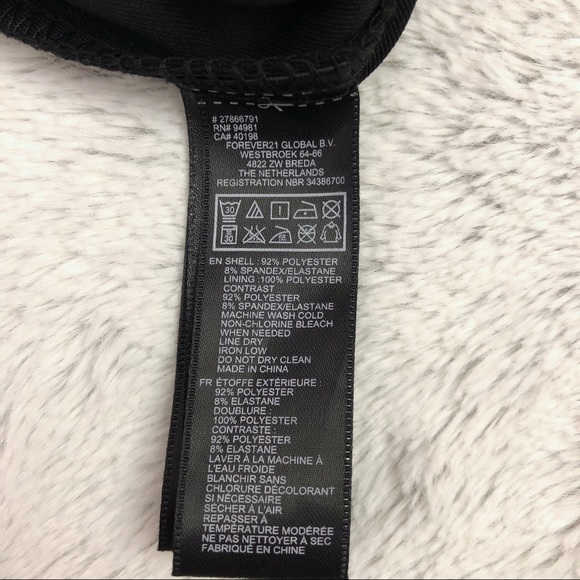 # 27866791
RN# 94981
CA# 40198
FOREVER21 GLOBAL B.V.
WESTBROEK 64-66
4822 ZW BREDA
THE NETHERLANDS
REGISTRATION NBR 34386700
30
30
EN SHELL : 92% POLYESTER
8% SPANDEX/ELASTANE
LINING :100% POLYESTER
CONTRAST :
92% POLYESTER
8% SPANDEX/ELASTANE
MACHINE WASH COLD
NON-CHLORINE BLEACH
WHEN NEEDED
LINE DRY
IRON LOW
DO NOT DRY CLEAN
MADE IN CHINA
FR ÉTOFFE EXTÉRIEURE :
92% POLYESTER
8% ELASTANE
DOUBLURE :
100% POLYESTER
CONTRASTE :
92% POLYESTER
8% ELASTANE
LAVER À LA MACHINE À
L'EAU FROIDE
BLANCHIR SANS
CHLORURE DÉCOLORANT
SI NÉCESSAIRE
SÉCHER À L'AIR
REPASSER À
TEMPÉRATURE MODÉRÉE
NE PAS NETTOYER À SEC
FABRIQUÉ EN CHINE